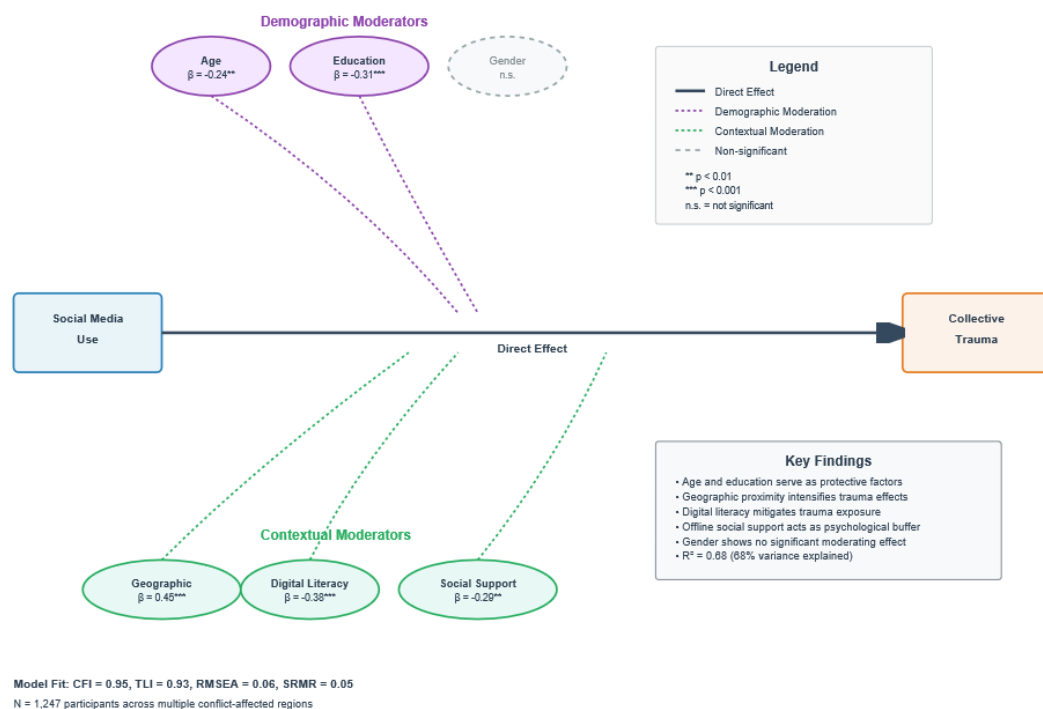 Demographic Moderators
Age
β = -0.24**
Education
β = -0.31***
Gender
n.s.
Legend
Direct Effect
Demographic Moderation
Contextual Moderation
Non-significant
** p < 0.01
*** p < 0.001
n.s. = not significant
Social Media
Use
Direct Effect
Collective
Trauma
Key Findings
• Age and education serve as protective factors
• Geographic proximity intensifies trauma effects
• Digital literacy mitigates trauma exposure
• Offline social support acts as psychological buffer
• Gender shows no significant moderating effect
• R² = 0.68 (68% variance explained)
Contextual Moderators
Geographic
β = 0.45***
Digital Literacy
β = -0.38***
Social Support
β = -0.29**
Model Fit: CFI = 0.95, TLI = 0.93, RMSEA = 0.06, SRMR = 0.05
N = 1,247 participants across multiple conflict-affected regions